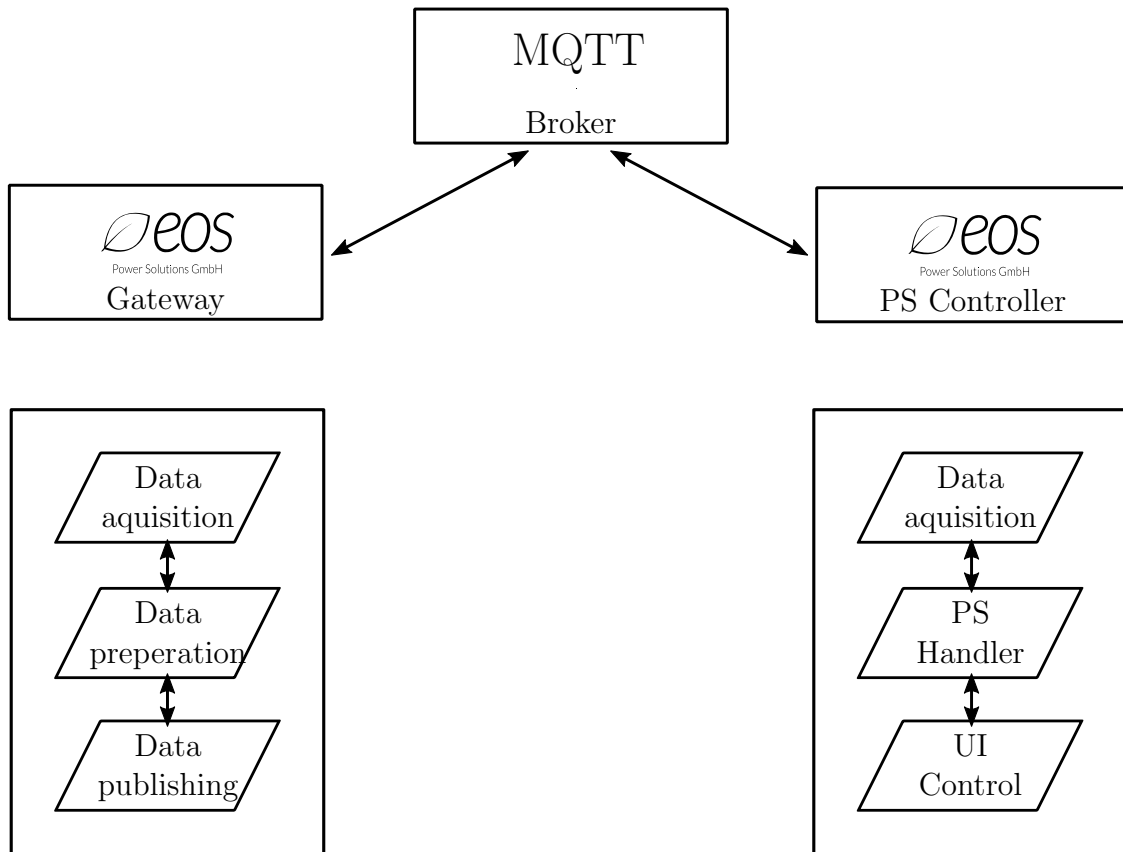 MQTT
Broker
eos
Power Solutions GmbH
Gateway
eos
Power Solutions GmbH
PS Controller
Data
aquisition
Data
preperation
Data
publishing
Data
aquisition
PS
Handler
UI
Control